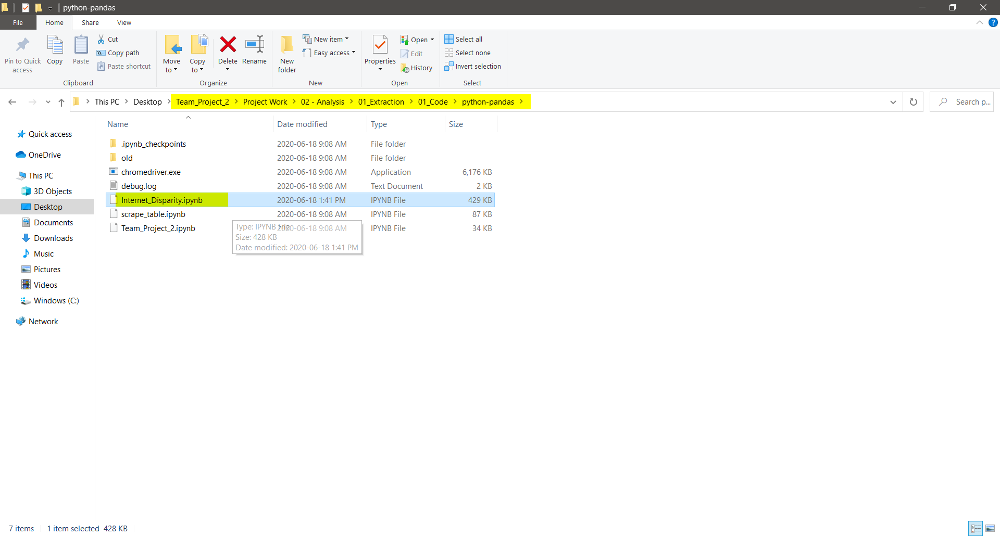 python-pandas
File Home Share View
Pin to Quick access
Copy
Paste
Cut
Copy path
Paste shortcut
Clipboard
Move to
Copy to
Delete
Rename
Organize
New folder
New item
Easy access
New
Properties
Open
Edit
History
Open
Select all
Select none
Invert selection
Select
This PC > Desktop > Team_Project_2 > Project Work > 02 - Analysis > 01_Extraction > 01_Code > python-pandas >
Search p...
Quick access
OneDrive
This PC
3D Objects
Desktop
Documents
Downloads
Music
Pictures
Videos
Windows (C:)
Network
Name Date modified Type Size
.ipynb_checkpoints 2020-06-18 9:08 AM File folder
old 2020-06-18 9:08 AM File folder
chromedriver.exe 2020-06-18 9:08 AM Application 6,176 KB
debug.log 2020-06-18 9:08 AM Text Document 2 KB
Internet_Disparity.ipynb 2020-06-18 1:41 PM IPYNB File 429 KB
scrape_table.ipynb 2020-06-18 9:08 AM IPYNB File 87 KB
Team_Project_2.ipynb 2020-06-18 9:08 AM IPYNB File 34 KB
Type: IPYNB File
Size: 428 KB
Date modified: 2020-06-18 1:41 PM
7 items 1 item selected 428 KB